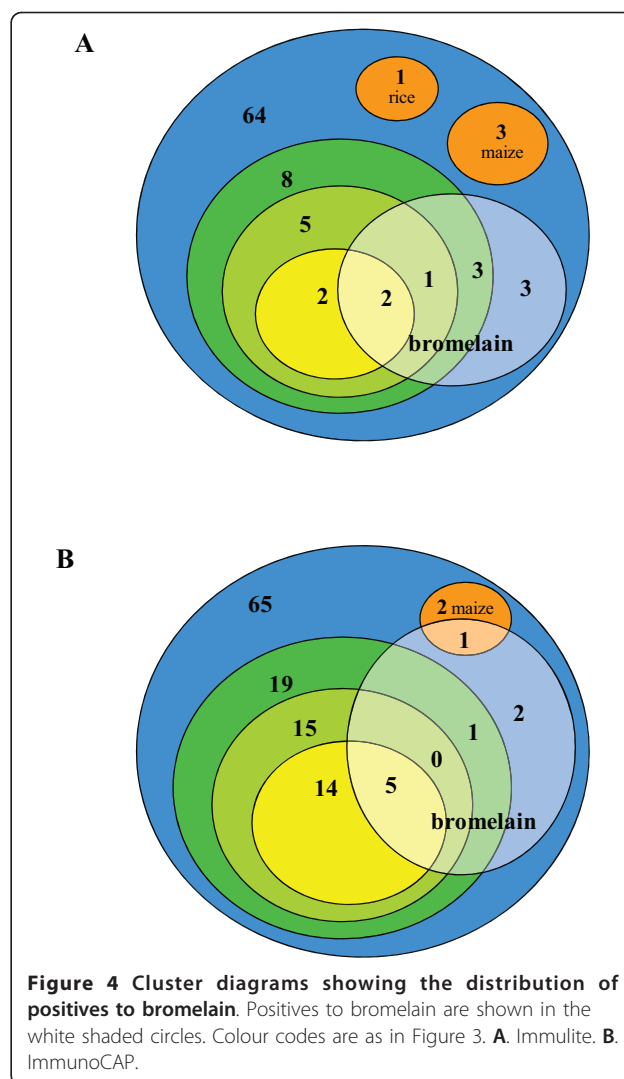 A
1
rice
64
3
maize
8
5
2 2 1 3 3
bromelain
B
65
2 maize
1
19
15
14 5 0 1 2
bromelain
Figure 4 Cluster diagrams showing the distribution of
positives to bromelain. Positives to bromelain are shown in the
white shaded circles. Colour codes are as in Figure 3. A. Immulite. B.
ImmunoCAP.